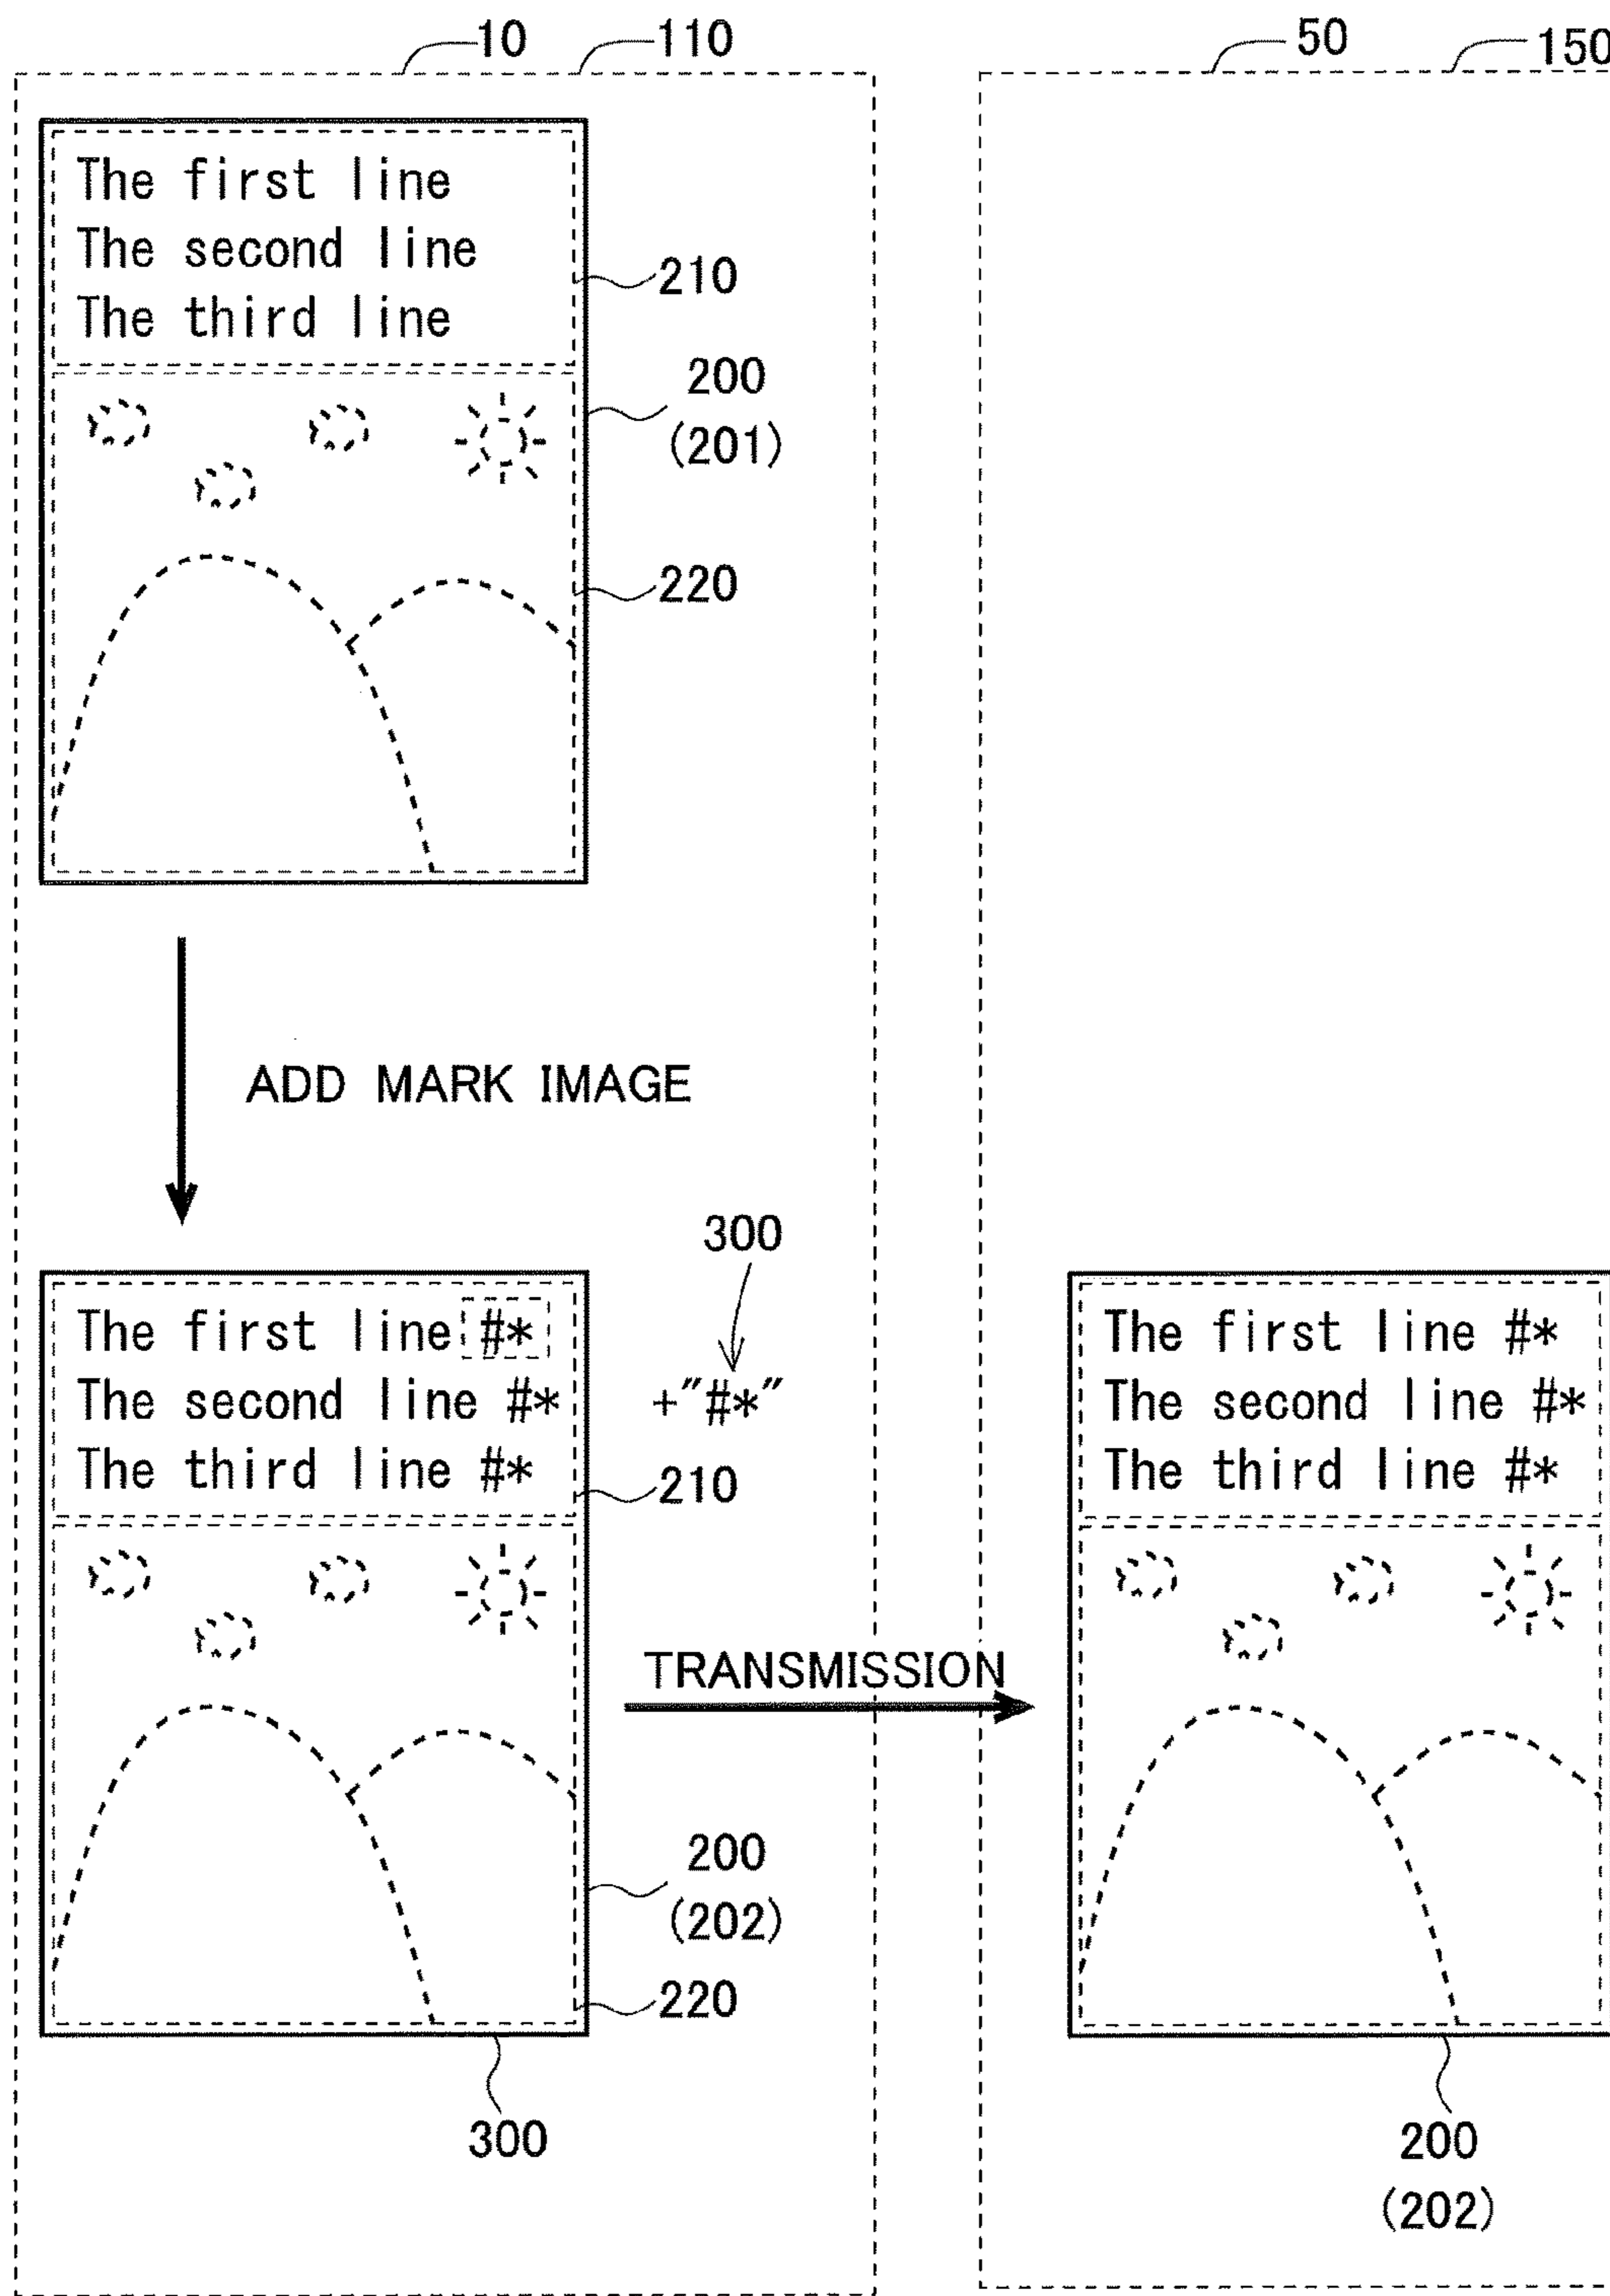 10 110 50 150
The first line
The second line
The third line
210
200
(201)
220
ADD MARK IMAGE
300
The first line #*
The second line #*
The third line #*
+"#*"
210
The first line #*
The second line #*
The third line #*
TRANSMISSION
200
(202)
220
300
200
(202)